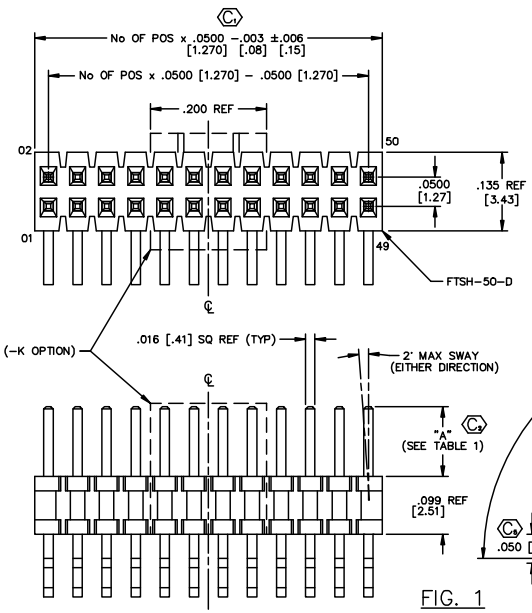 C₁
No OF POS x .0500 -.003 ±.006
[1.270] [.08] [.15]
No OF POS x .0500 [1.270] - .0500 [1.270]
.200 REF
02
50
.0500
[1.27]
.135 REF
[3.43]
01
49
FTSH-50-D
℄
(-K OPTION)
.016 [.41] SQ REF (TYP)
2° MAX SWAY
(EITHER DIRECTION)
℄
"A"
(SEE TABLE 1)
C₂
.099 REF
[2.51]
.050 [
FIG. 1